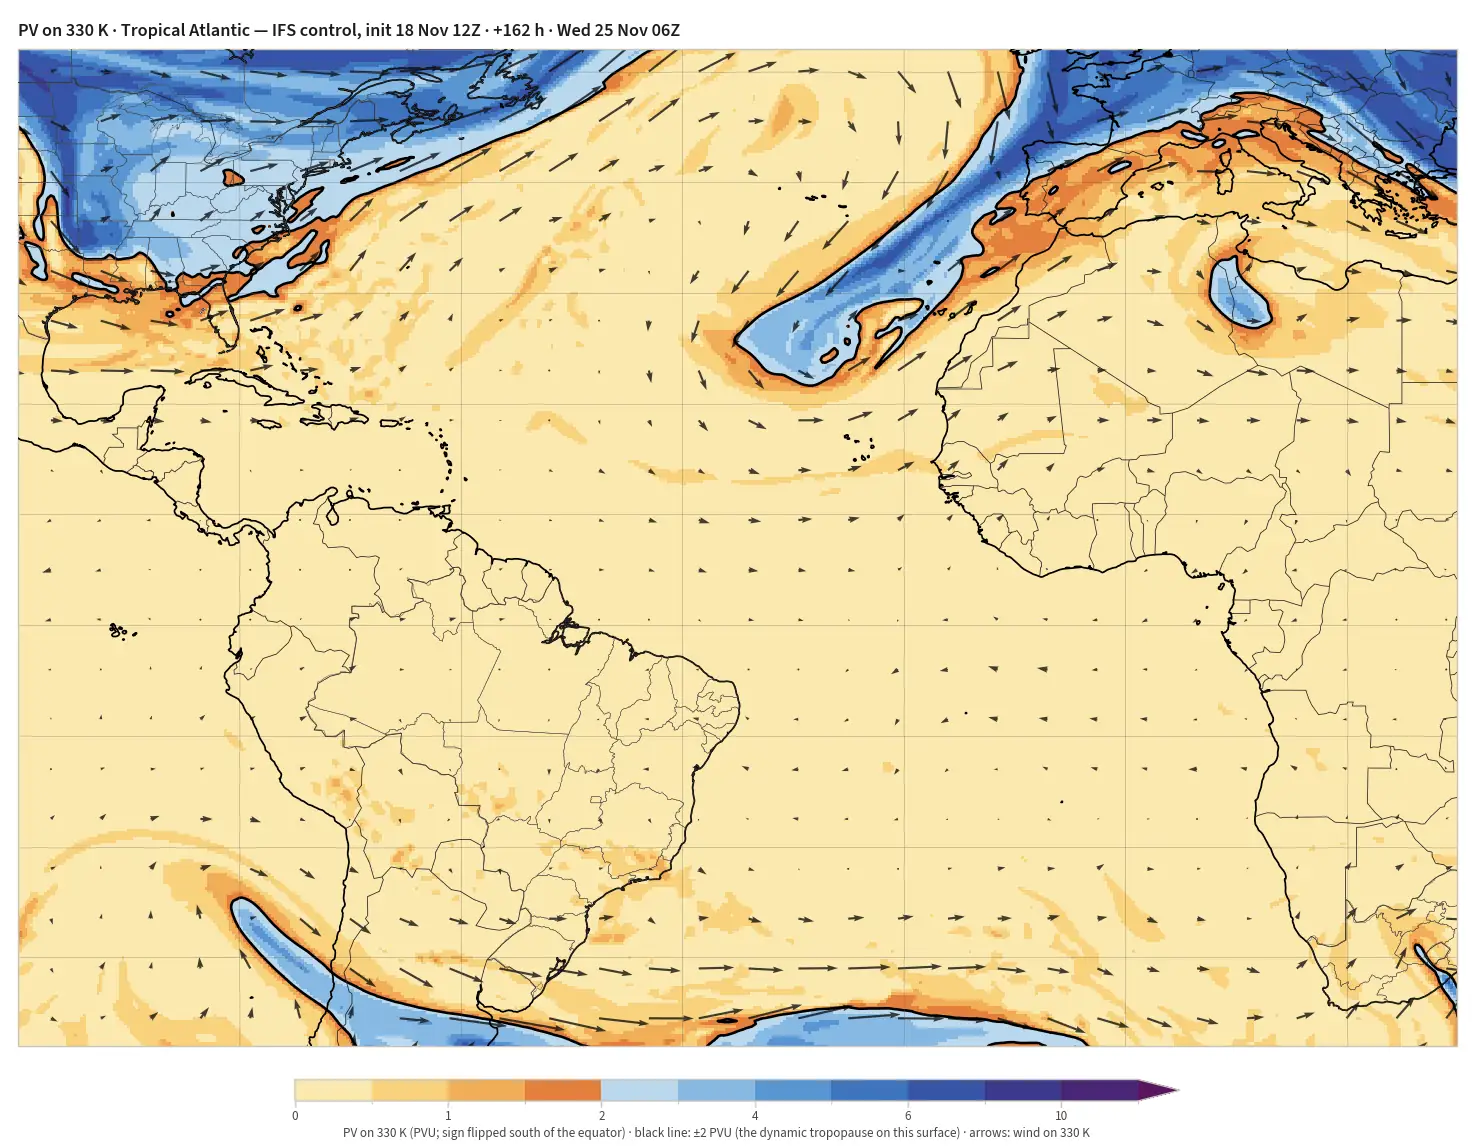 PV on 330 K · Tropical Atlantic — IFS control, init 18 Nov 12Z · +162 h · Wed 25 Nov 06Z
0 1 2 4 6 10
PV on 330 K (PVU; sign flipped south of the equator) · black line: ±2 PVU (the dynamic tropopause on this surface) · arrows: wind on 330 K